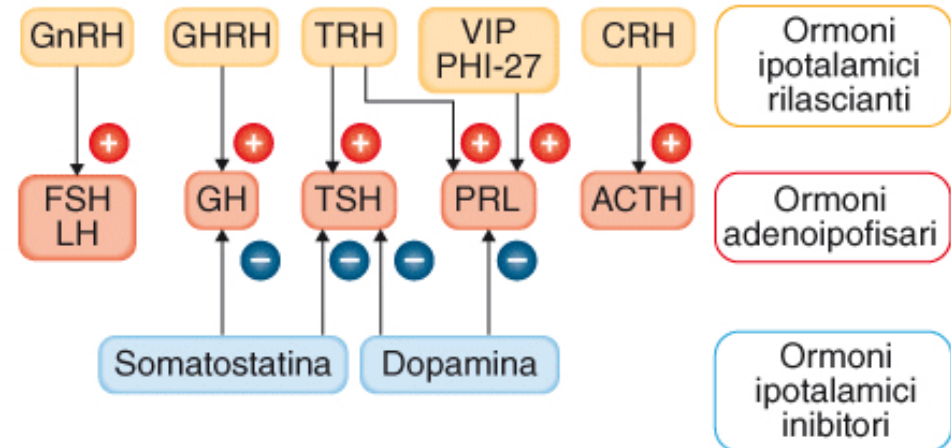 GnRH
GHRH
TRH
VIP
PHI-27
CRH
Ormoni
ipotalamici
rilascianti
+
+
+
+
+
+
FSH
LH
GH
TSH
PRL
ACTH
Ormoni
adenoipofisari
−
−
−
−
Somatostatina
Dopamina
Ormoni
ipotalamici
inibitori